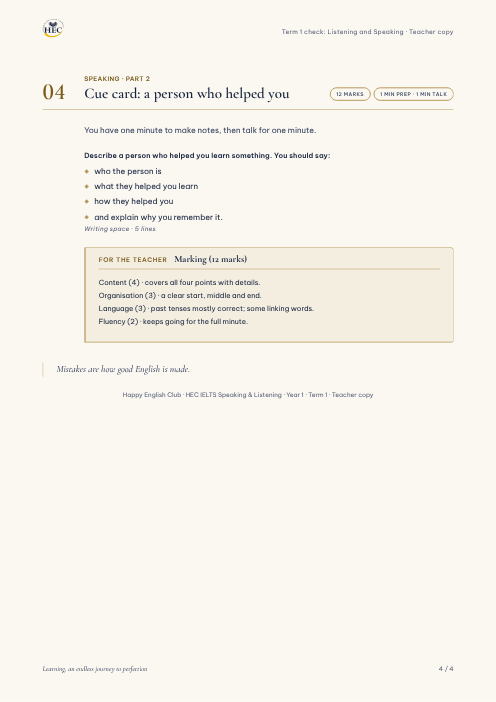 HEC
Term 1 check: Listening and Speaking · Teacher copy
SPEAKING · PART 2
04 Cue card: a person who helped you
12 MARKS
1 MIN PREP · 1 MIN TALK
You have one minute to make notes, then talk for one minute.
Describe a person who helped you learn something. You should say:
who the person is
what they helped you learn
how they helped you
and explain why you remember it.
Writing space · 5 lines
FOR THE TEACHER Marking (12 marks)
Content (4) · covers all four points with details.
Organisation (3) · a clear start, middle and end.
Language (3) · past tenses mostly correct; some linking words.
Fluency (2) · keeps going for the full minute.
Mistakes are how good English is made.
Happy English Club · HEC IELTS Speaking & Listening · Year 1 · Term 1 · Teacher copy
Learning, an endless journey to perfection
4 / 4